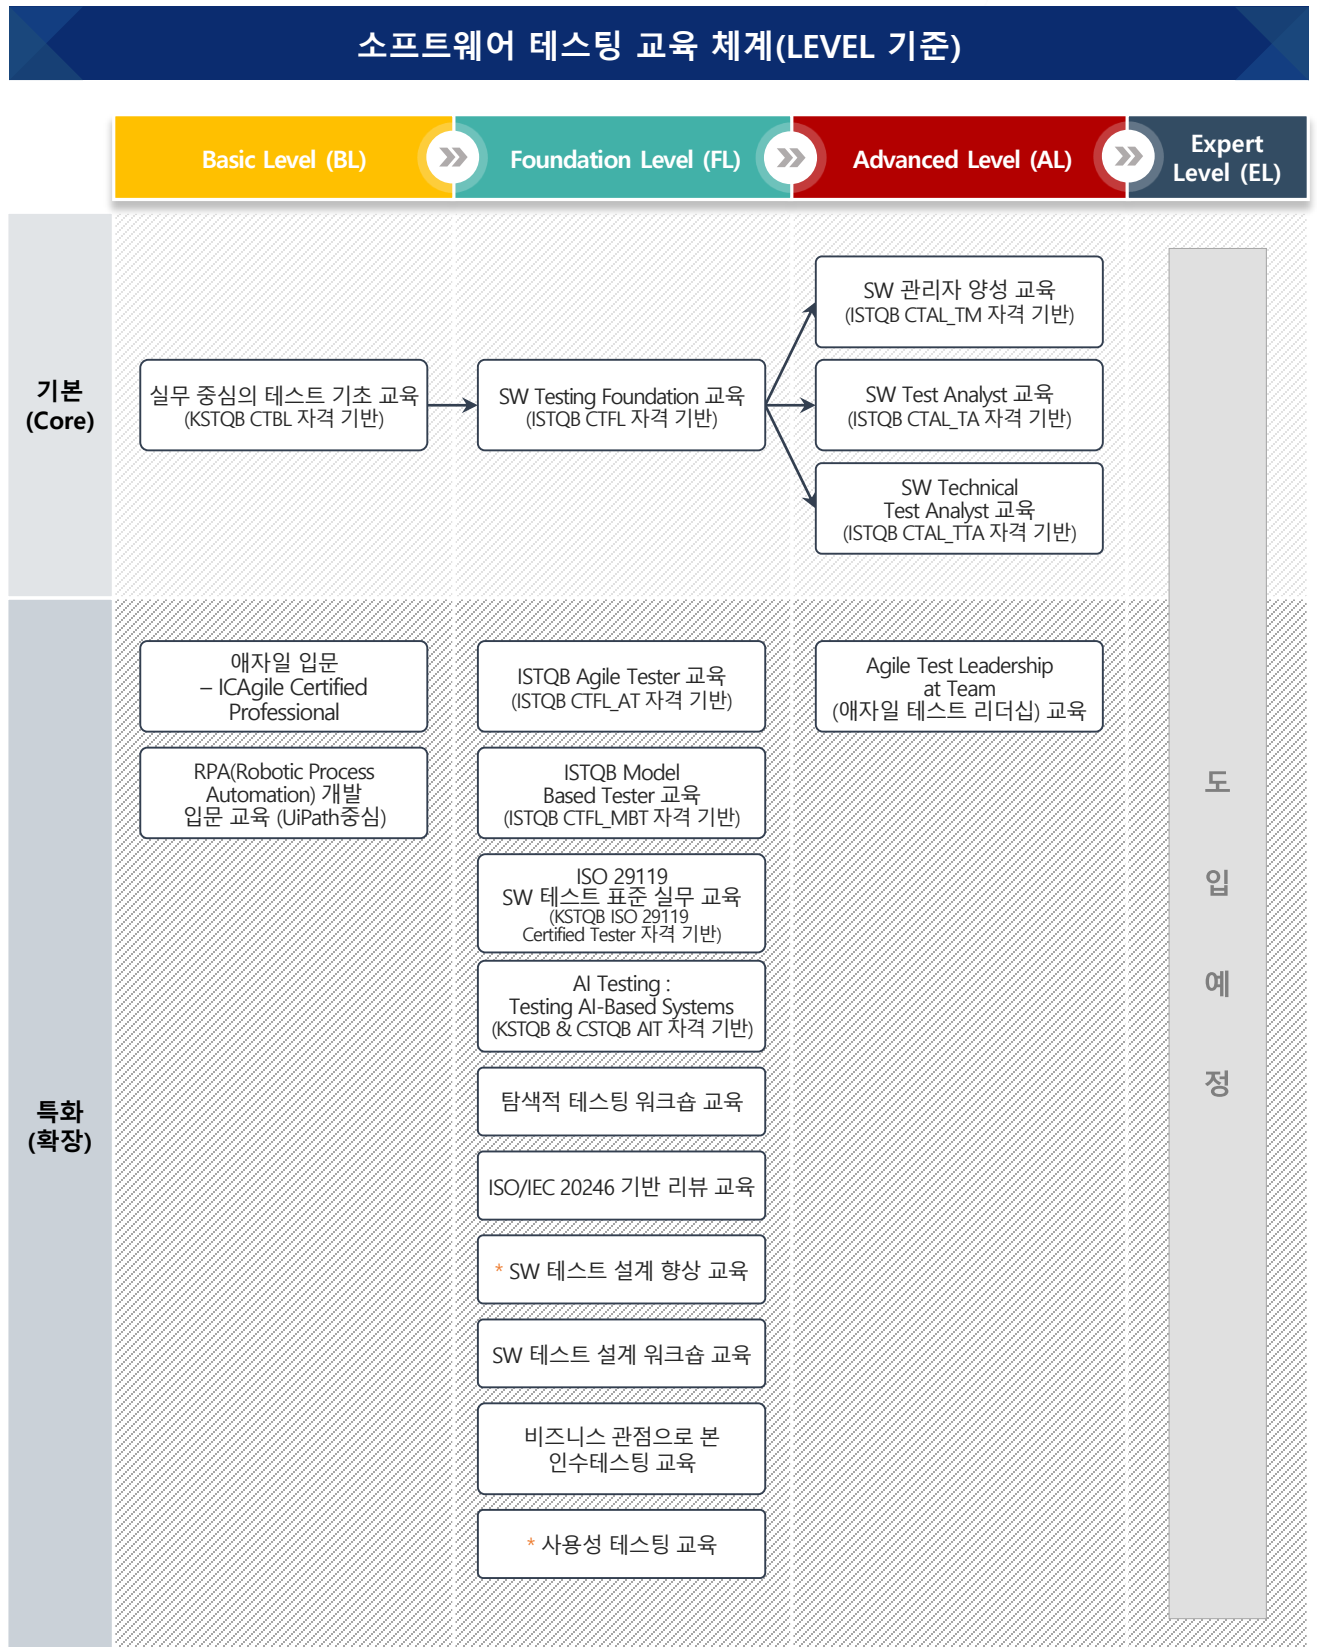 소프트웨어 테스팅 교육 체계(LEVEL 기준)
Basic Level (BL)
Foundation Level (FL)
Advanced Level (AL)
Expert
Level (EL)
기본
(Core)
실무 중심의 테스트 기초 교육
(KSTQB CTBL 자격 기반)
SW Testing Foundation 교육
(ISTQB CTFL 자격 기반)
SW 관리자 양성 교육
(ISTQB CTAL_TM 자격 기반)
SW Test Analyst 교육
(ISTQB CTAL_TA 자격 기반)
SW Technical
Test Analyst 교육
(ISTQB CTAL_TTA 자격 기반)
특화
(확장)
애자일 입문
– ICAgile Certified
Professional
RPA(Robotic Process
Automation) 개발
입문 교육 (UiPath중심)
ISTQB Agile Tester 교육
(ISTQB CTFL_AT 자격 기반)
ISTQB Model
Based Tester 교육
(ISTQB CTFL_MBT 자격 기반)
ISO 29119
SW 테스트 표준 실무 교육
(KSTQB ISO 29119
Certified Tester 자격 기반)
AI Testing :
Testing AI-Based Systems
(KSTQB & CSTQB AIT 자격 기반)
탐색적 테스팅 워크숍 교육
ISO/IEC 20246 기반 리뷰 교육
* SW 테스트 설계 향상 교육
SW 테스트 설계 워크숍 교육
비즈니스 관점으로 본
인수테스팅 교육
* 사용성 테스팅 교육
Agile Test Leadership
at Team
(애자일 테스트 리더십) 교육
도
입
예
정